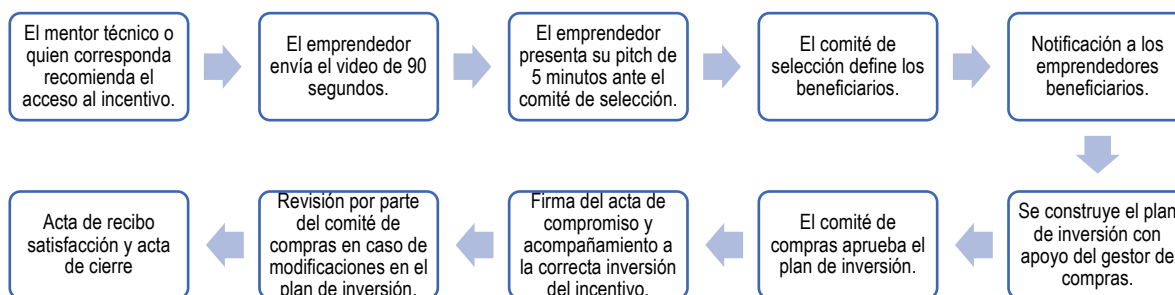 El mentor técnico o
quien corresponda
recomienda el
acceso al incentivo.
El emprendedor
envía el video de 90
segundos.
El emprendedor
presenta su pitch de
5 minutos ante el
comité de selección.
El comité de
selección define los
beneficiarios.
Notificación a los
emprendedores
beneficiarios.
Se construye el plan
de inversión con
apoyo del gestor de
compras.
El comité de
compras aprueba el
plan de inversión.
Firma del acta de
compromiso y
acompañamiento a
la correcta inversión
del incentivo.
Revisión por parte
del comité de
compras en caso de
modificaciones en el
plan de inversión.
Acta de recibo
satisfacción y acta
de cierre